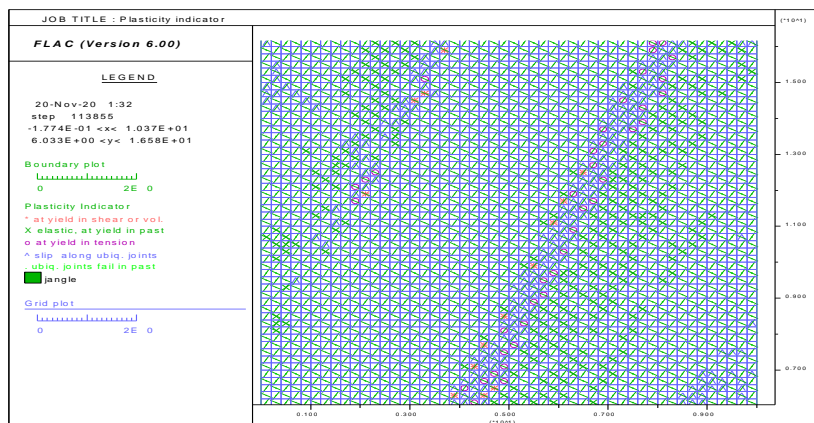 JOB TITLE : Plasticity indicator
FLAC (Version 6.00)
LEGEND
20-Nov-20 1:32
step 113855
-1.774E-01 <x< 1.037E+01
6.033E+00 <y< 1.658E+01
Boundary plot
0 2E 0
Plasticity Indicator
* at yield in shear or vol.
X elastic, at yield in past
o at yield in tension
^ slip along ubiq. joints
. ubiq. joints fail in past
jangle
Grid plot
0 2E 0
(*10^1)
1.500
1.300
1.100
0.900
0.700
0.100 0.300 0.500 0.700 0.900
(*10^1)